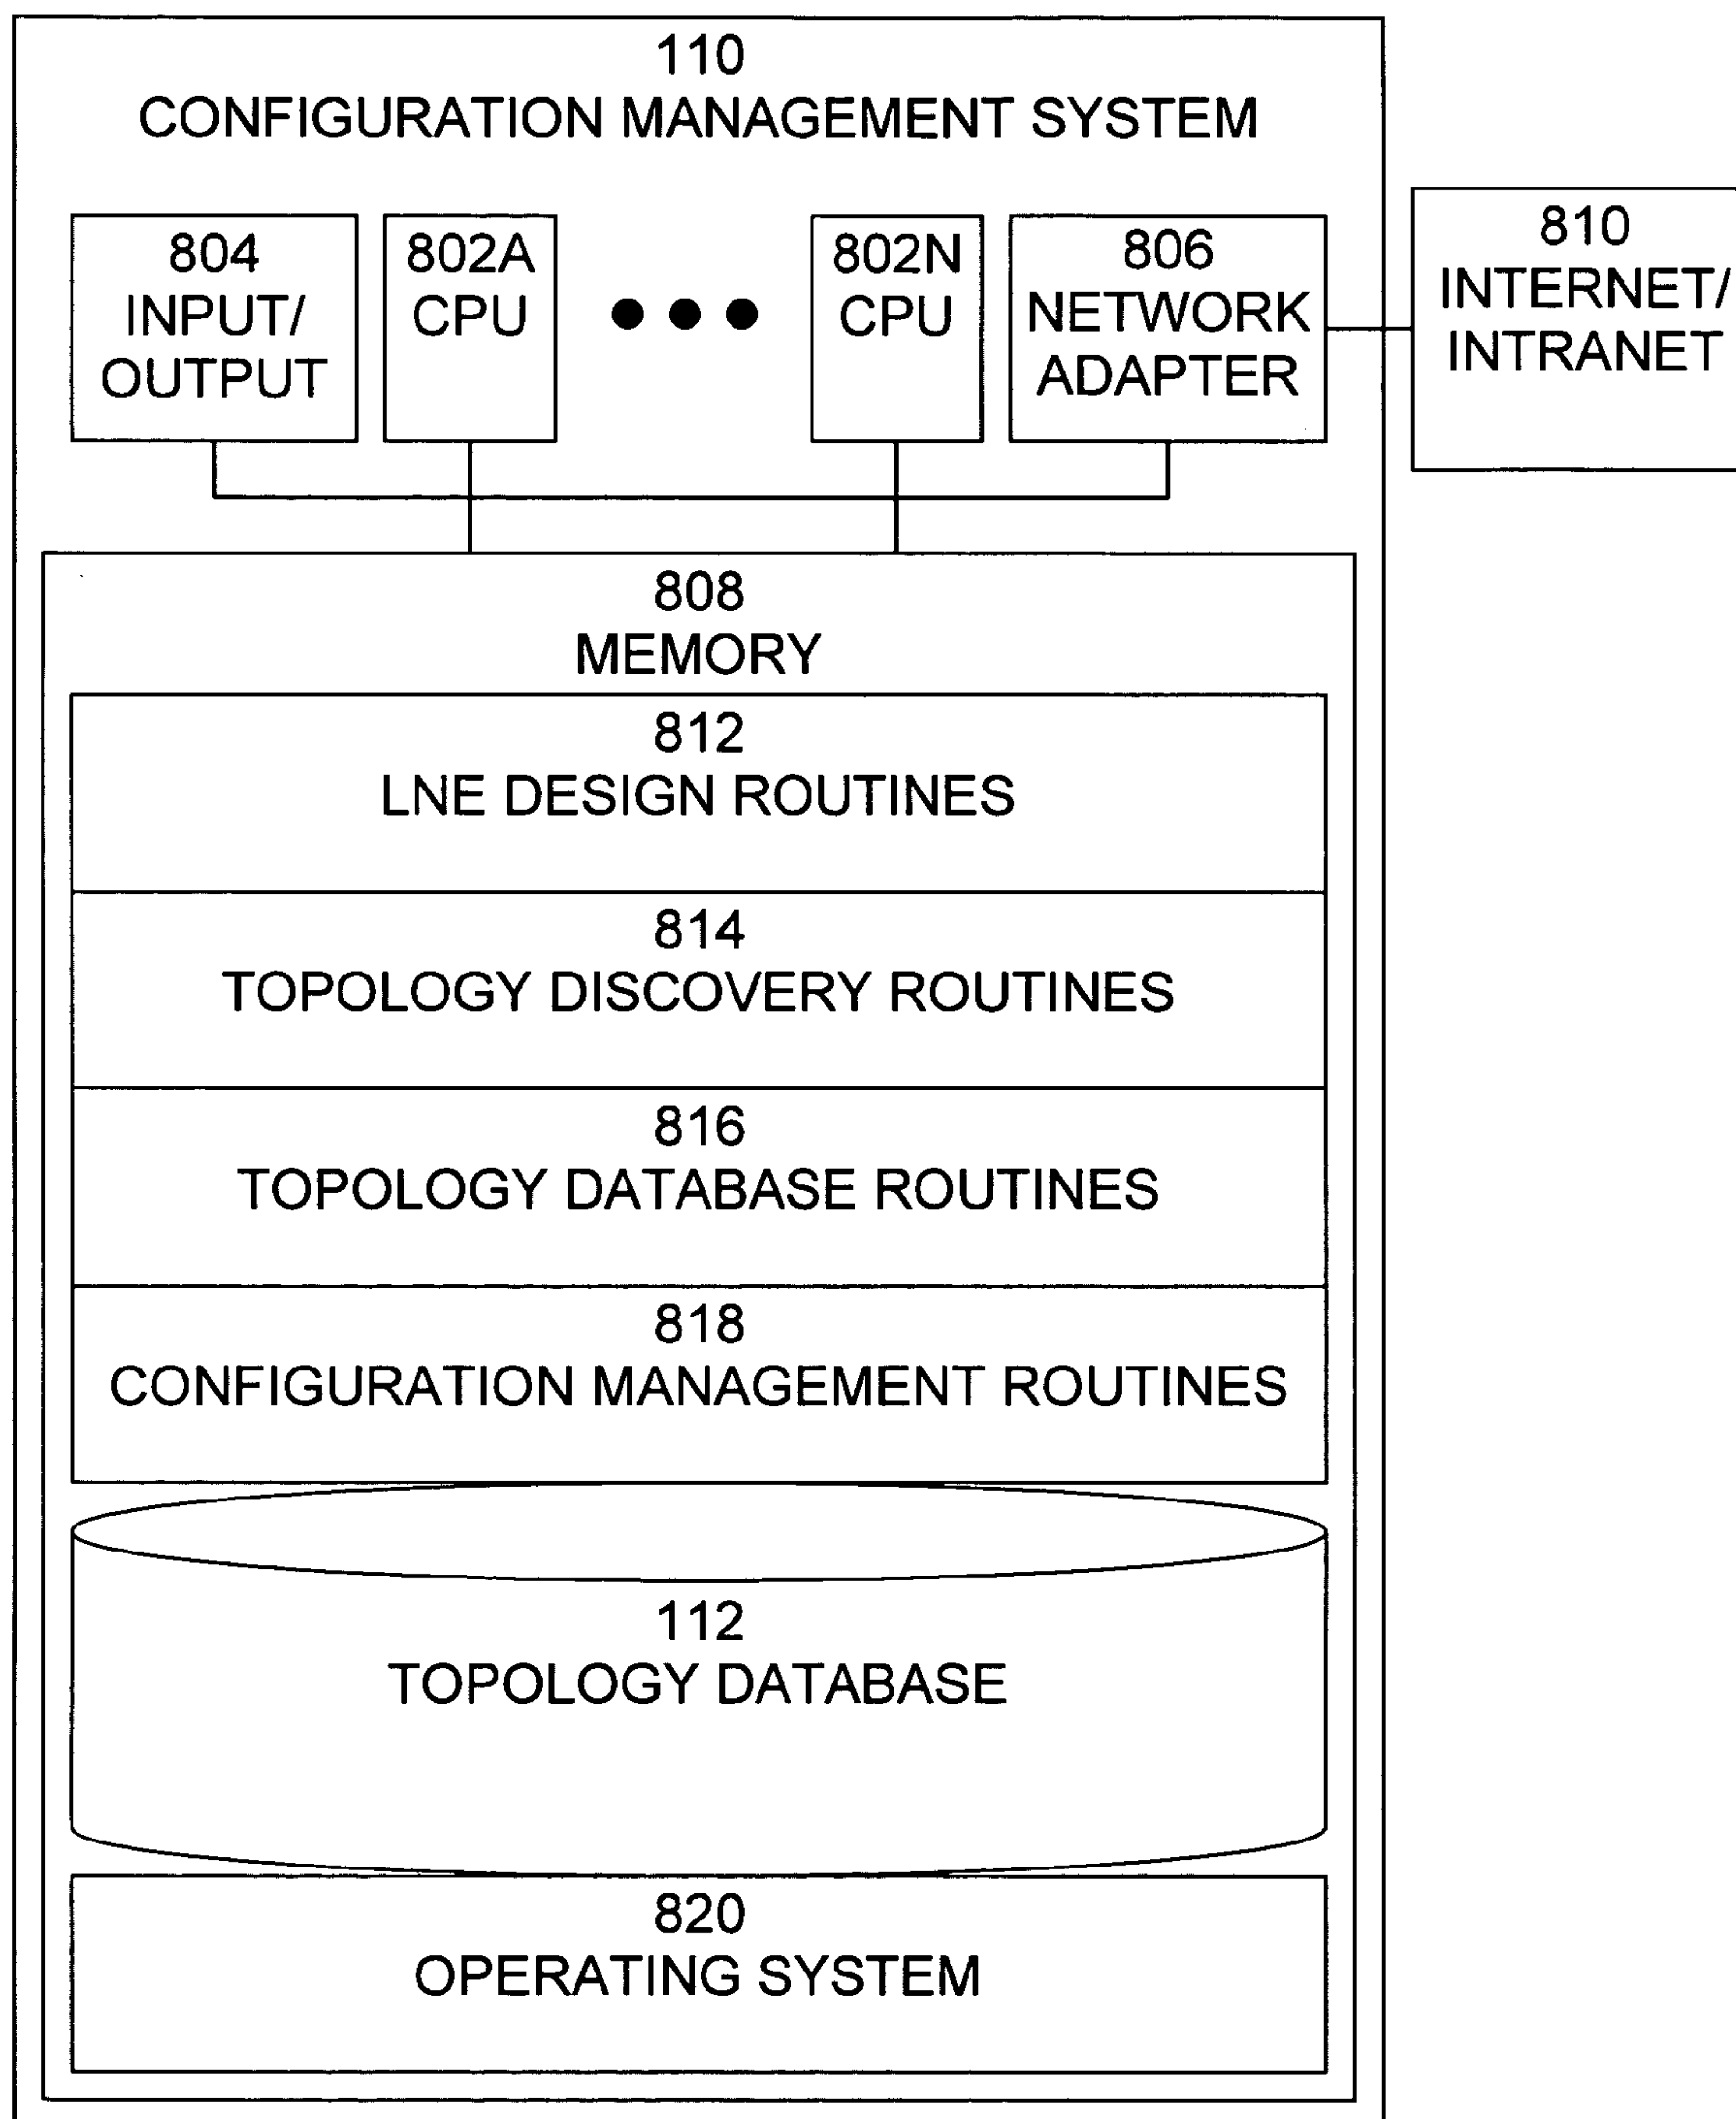 110
CONFIGURATION MANAGEMENT SYSTEM
804
INPUT/
OUTPUT
802A
CPU
802N
CPU
806
NETWORK
ADAPTER
810
INTERNET/
INTRANET
808
MEMORY
812
LNE DESIGN ROUTINES
814
TOPOLOGY DISCOVERY ROUTINES
816
TOPOLOGY DATABASE ROUTINES
818
CONFIGURATION MANAGEMENT ROUTINES
112
TOPOLOGY DATABASE
820
OPERATING SYSTEM